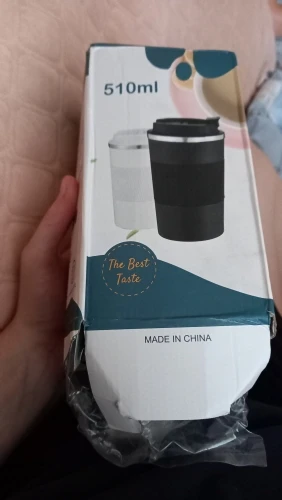 510ml
The Best
Taste
MADE IN CHINA